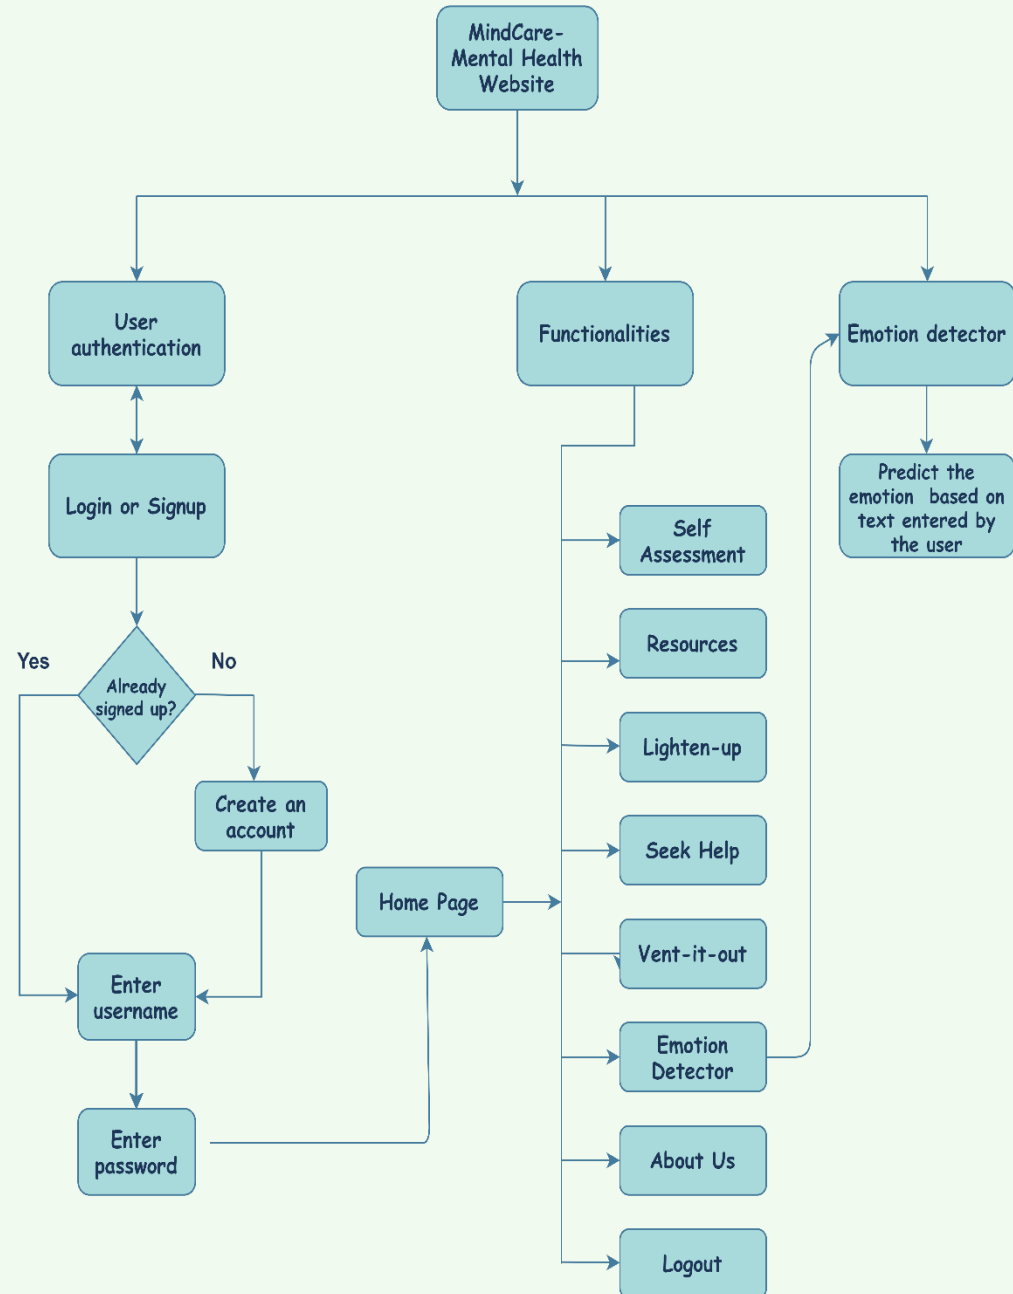 MindCare-
Mental Health
Website
User
authentication
Functionalities
Emotion detector
Login or Signup
Predict the
emotion based on
text entered by
the user
Self
Assessment
Resources
Yes
No
Already
signed up?
Lighten-up
Create an
account
Seek Help
Home Page
Vent-it-out
Enter
username
Emotion
Detector
Enter
password
About Us
Logout